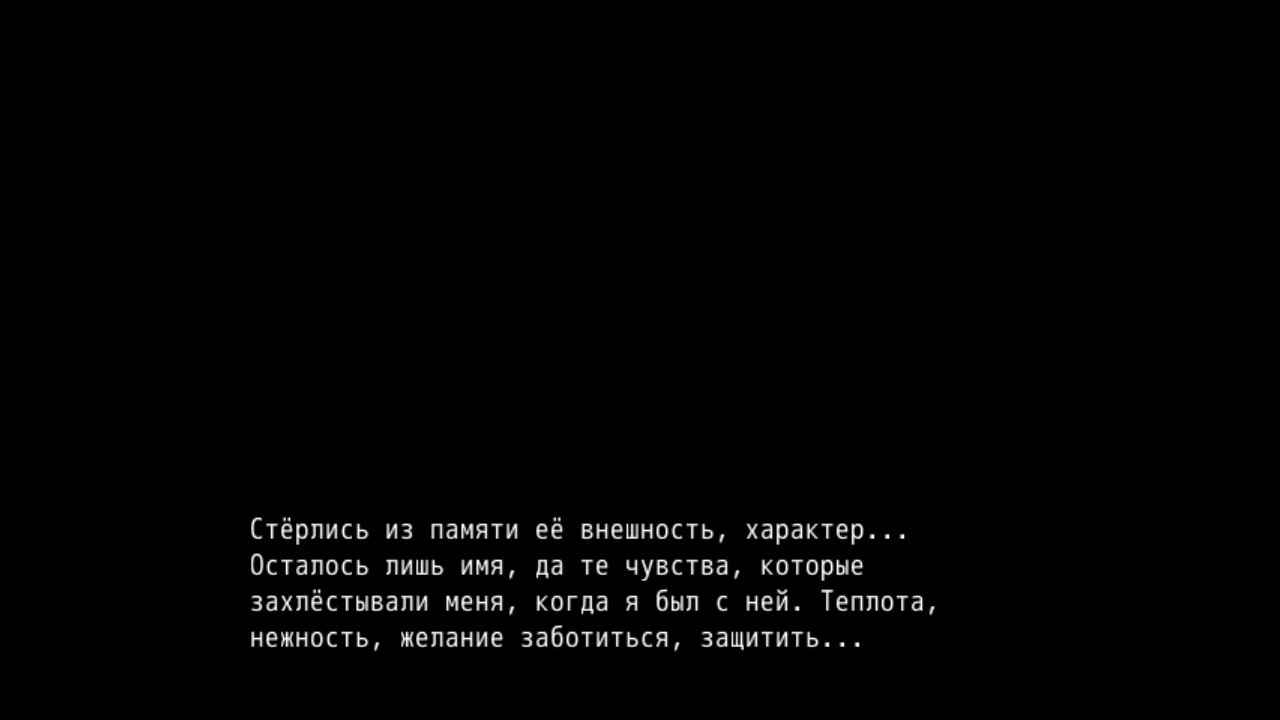 Стёрлись из памяти её внешность, характер...
Осталось лишь имя, да те чувства, которые
захлёстывали меня, когда я был с ней. Теплота,
нежность, желание заботиться, защитить...